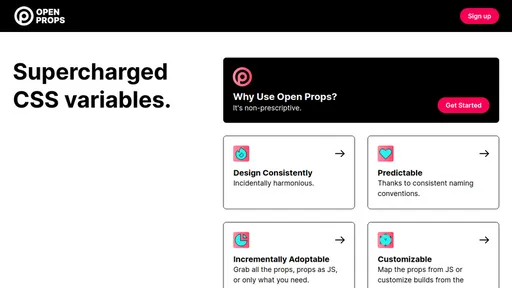 OPEN
PROPS
Sign up
Supercharged
CSS variables.
Why Use Open Props?
It's non-prescriptive.
Get Started
Design Consistently
Incidentally harmonious.
Predictable
Thanks to consistent naming
conventions.
Incrementally Adoptable
Grab all the props, props as JS,
or only what you need.
Customizable
Map the props from JS or
customize builds from the